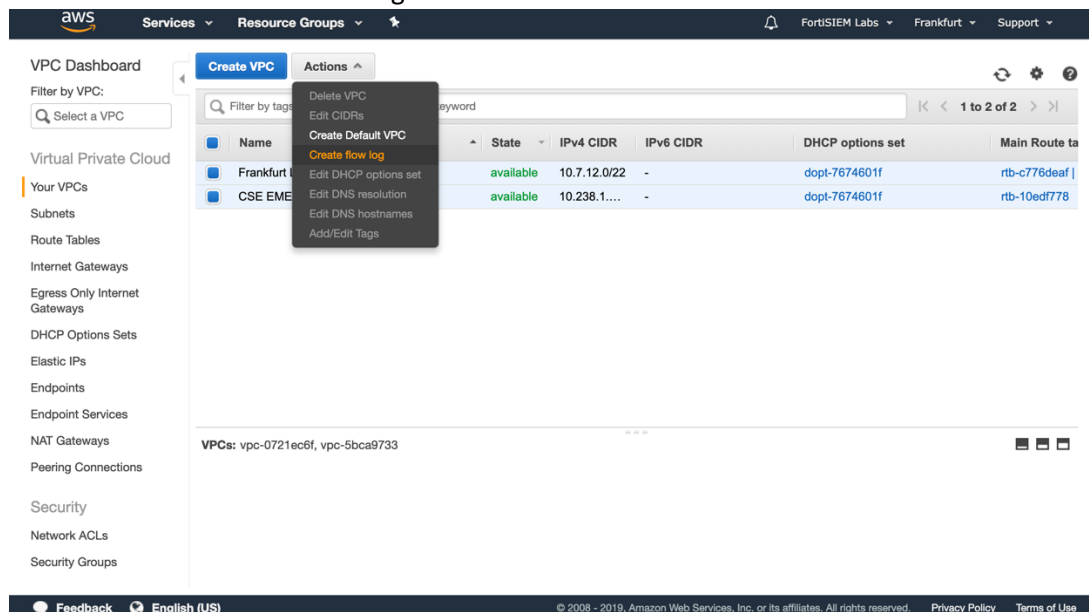 aws Services Resource Groups FortiSIEM Labs Frankfurt Support
VPC Dashboard
Filter by VPC:
Select a VPC
Virtual Private Cloud
Your VPCs
Subnets
Route Tables
Internet Gateways
Egress Only Internet
Gateways
DHCP Options Sets
Elastic IPs
Endpoints
Endpoint Services
NAT Gateways
Peering Connections
Security
Network ACLs
Security Groups
Create VPC Actions
Delete VPC
Edit CIDRs
Create Default VPC
Create flow log
Edit DHCP options set
Edit DNS resolution
Edit DNS hostnames
Add/Edit Tags
Filter by tags eyword 1 to 2 of 2
Name State IPv4 CIDR IPv6 CIDR DHCP options set Main Route ta
Frankfurt available 10.7.12.0/22 - dopt-7674601f rtb-c776deaf |
CSE EME available 10.238.1.... - dopt-7674601f rtb-10edf778
VPCs: vpc-0721ec6f, vpc-5bca9733
Feedback English (US) © 2008 - 2019, Amazon Web Services, Inc. or its affiliates. All rights reserved. Privacy Policy Terms of Use